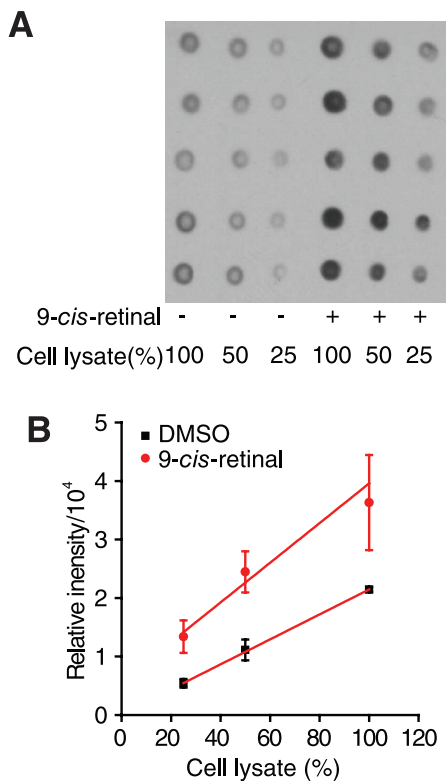 A
9-cis-retinal - - - + + +
Cell lysate(%) 100 50 25 100 50 25
B
DMSO
9-cis-retinal
Relative inensity/10⁴
5
4
3
2
1
0
0 20 40 60 80 100 120
Cell lysate (%)